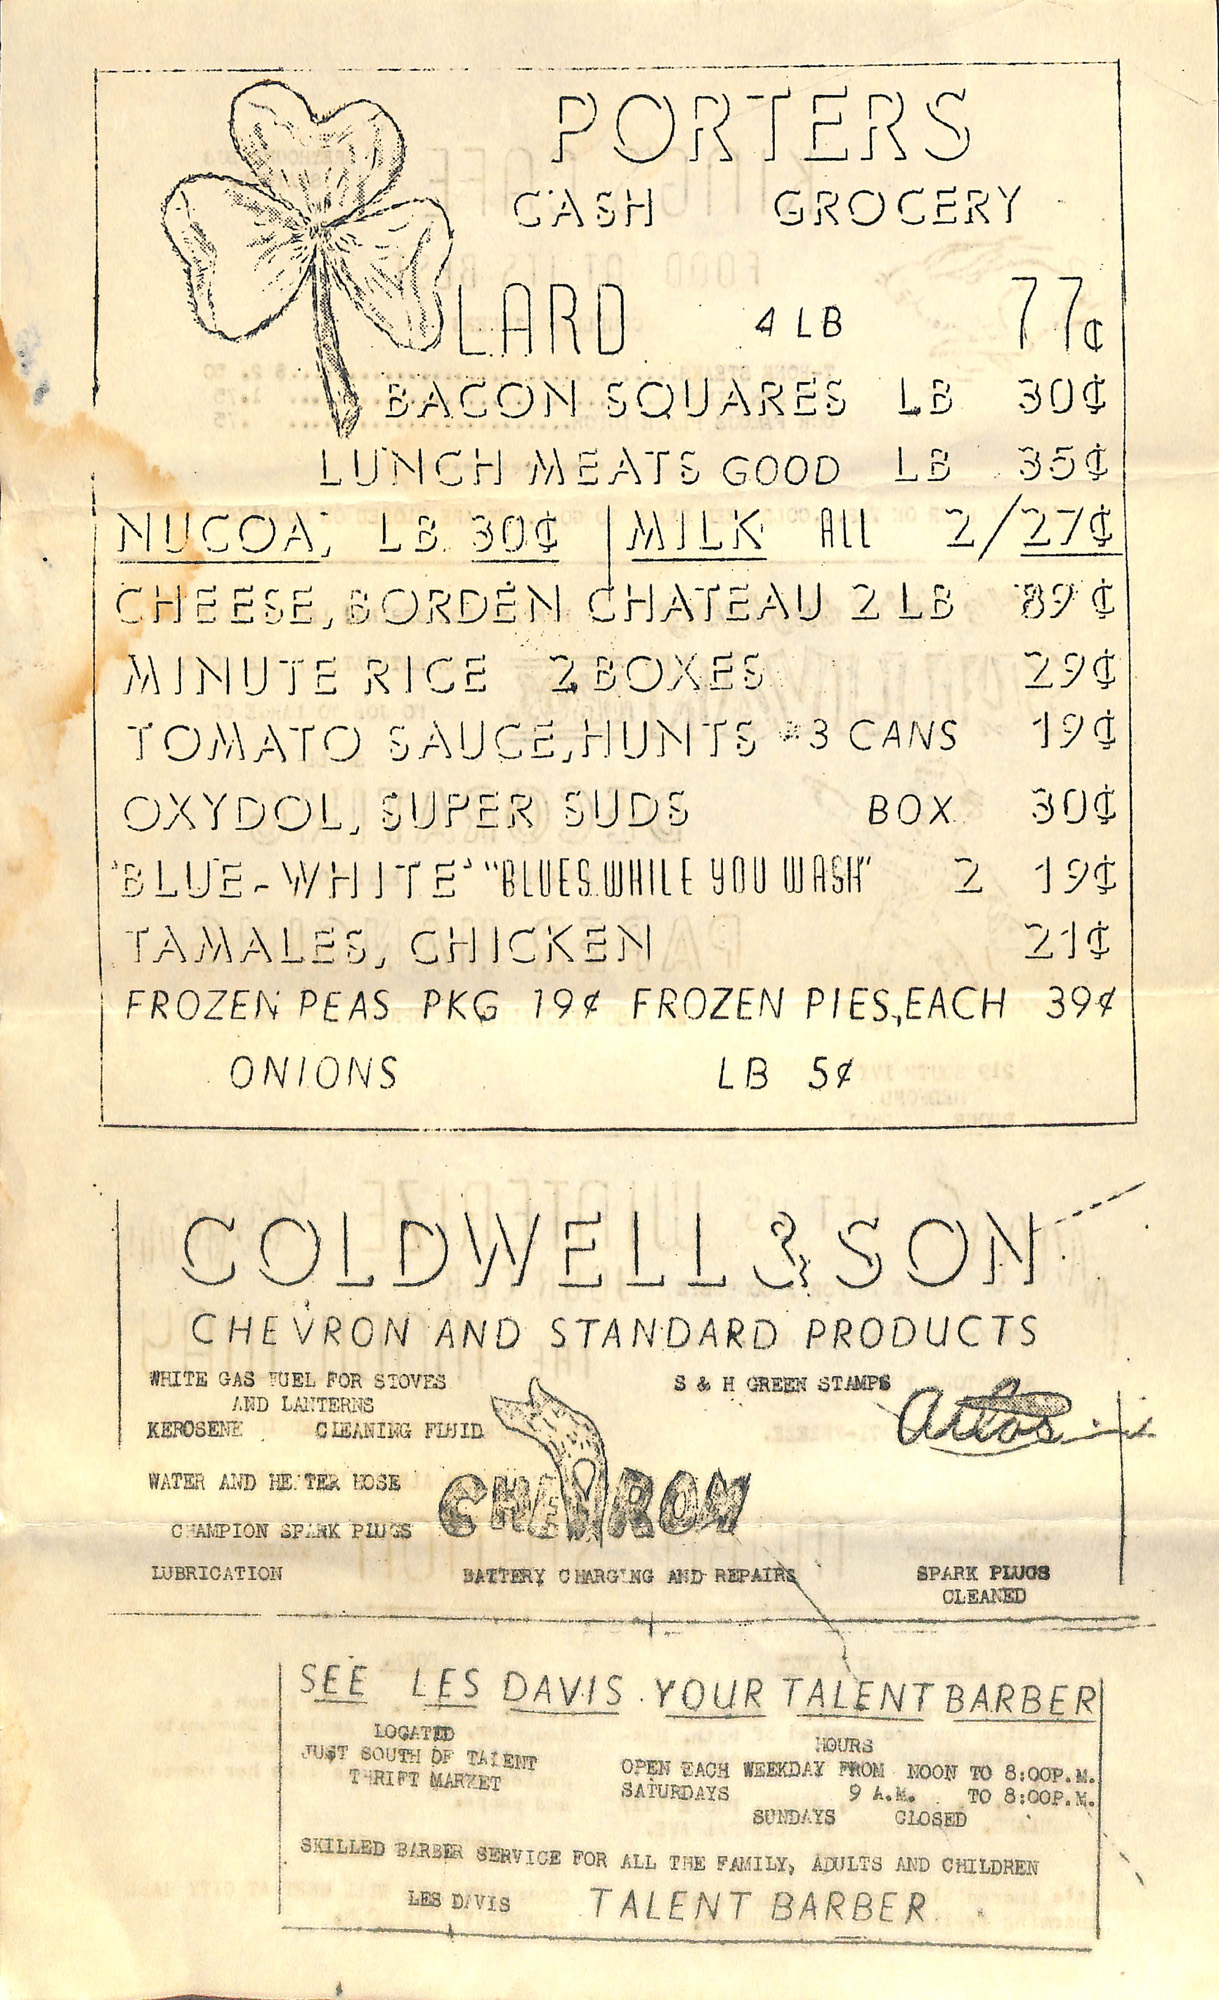 PORTERS
CASH GROCERY
LARD 4 LB 77¢
BACON SQUARES LB 30¢
LUNCH MEATS GOOD LB 35¢
NUCOA, LB 30¢ | MILK All 2/27¢
CHEESE, BORDEN CHATEAU 2 LB 89¢
MINUTE RICE 2 BOXES 29¢
TOMATO SAUCE, HUNTS 3 CANS 19¢
OXYDOL, SUPER SUDS BOX 30¢
'BLUE-WHITE' "BLUES WHILE YOU WASH" 2 19¢
TAMALES, CHICKEN 21¢
FROZEN PEAS PKG 19¢ FROZEN PIES, EACH 39¢
ONIONS LB 5¢
COLDWELL & SON
CHEVRON AND STANDARD PRODUCTS
WHITE GAS FUEL FOR STOVES S & H GREEN STAMPS
AND LANTERNS
KEROSENE CLEANING FLUID Atlas
WATER AND HEATER HOSE
CHEVRON
CHAMPION SPARK PLUGS
LUBRICATION BATTERY CHARGING AND REPAIRS SPARK PLUGS
CLEANED
SEE LES DAVIS YOUR TALENT BARBER
LOCATED
JUST SOUTH OF TALENT
THRIFT MARKET
HOURS
OPEN EACH WEEKDAY FROM NOON TO 8:00P.M.
SATURDAYS 9 A.M. TO 8:00P.M.
SUNDAYS CLOSED
SKILLED BARBER SERVICE FOR ALL THE FAMILY, ADULTS AND CHILDREN
LES DAVIS TALENT BARBER